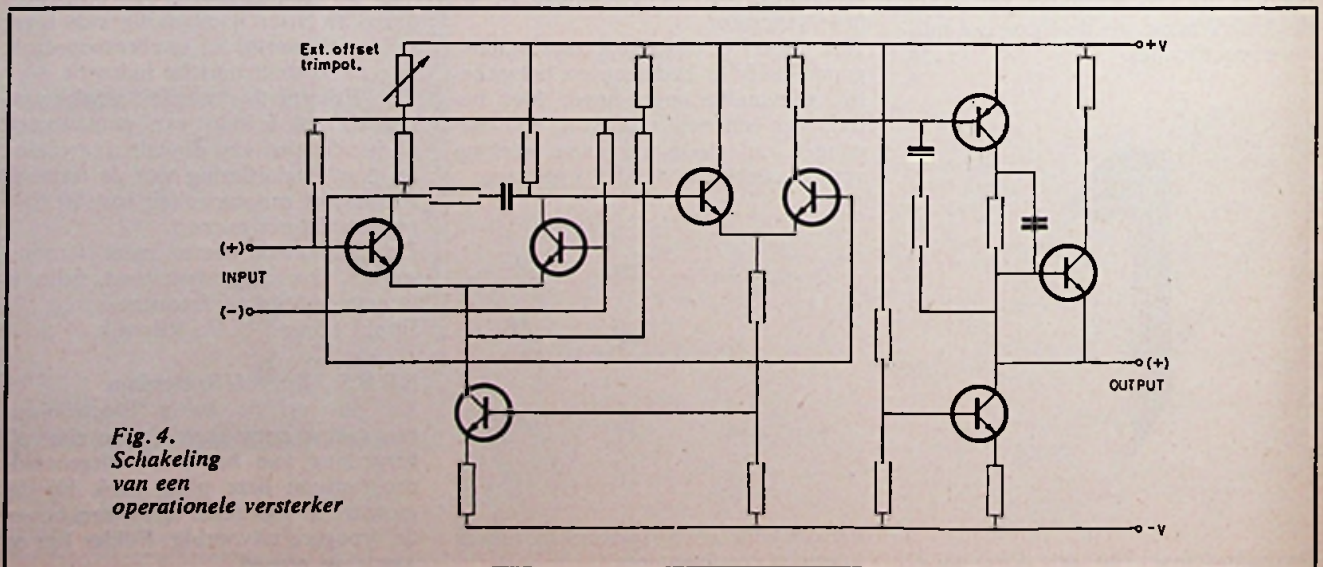 Ext. offset
trimpot.
+V
(+)
INPUT
(-)
(+)
OUTPUT
Fig. 4.
Schakeling
van een
operationele versterker
-V